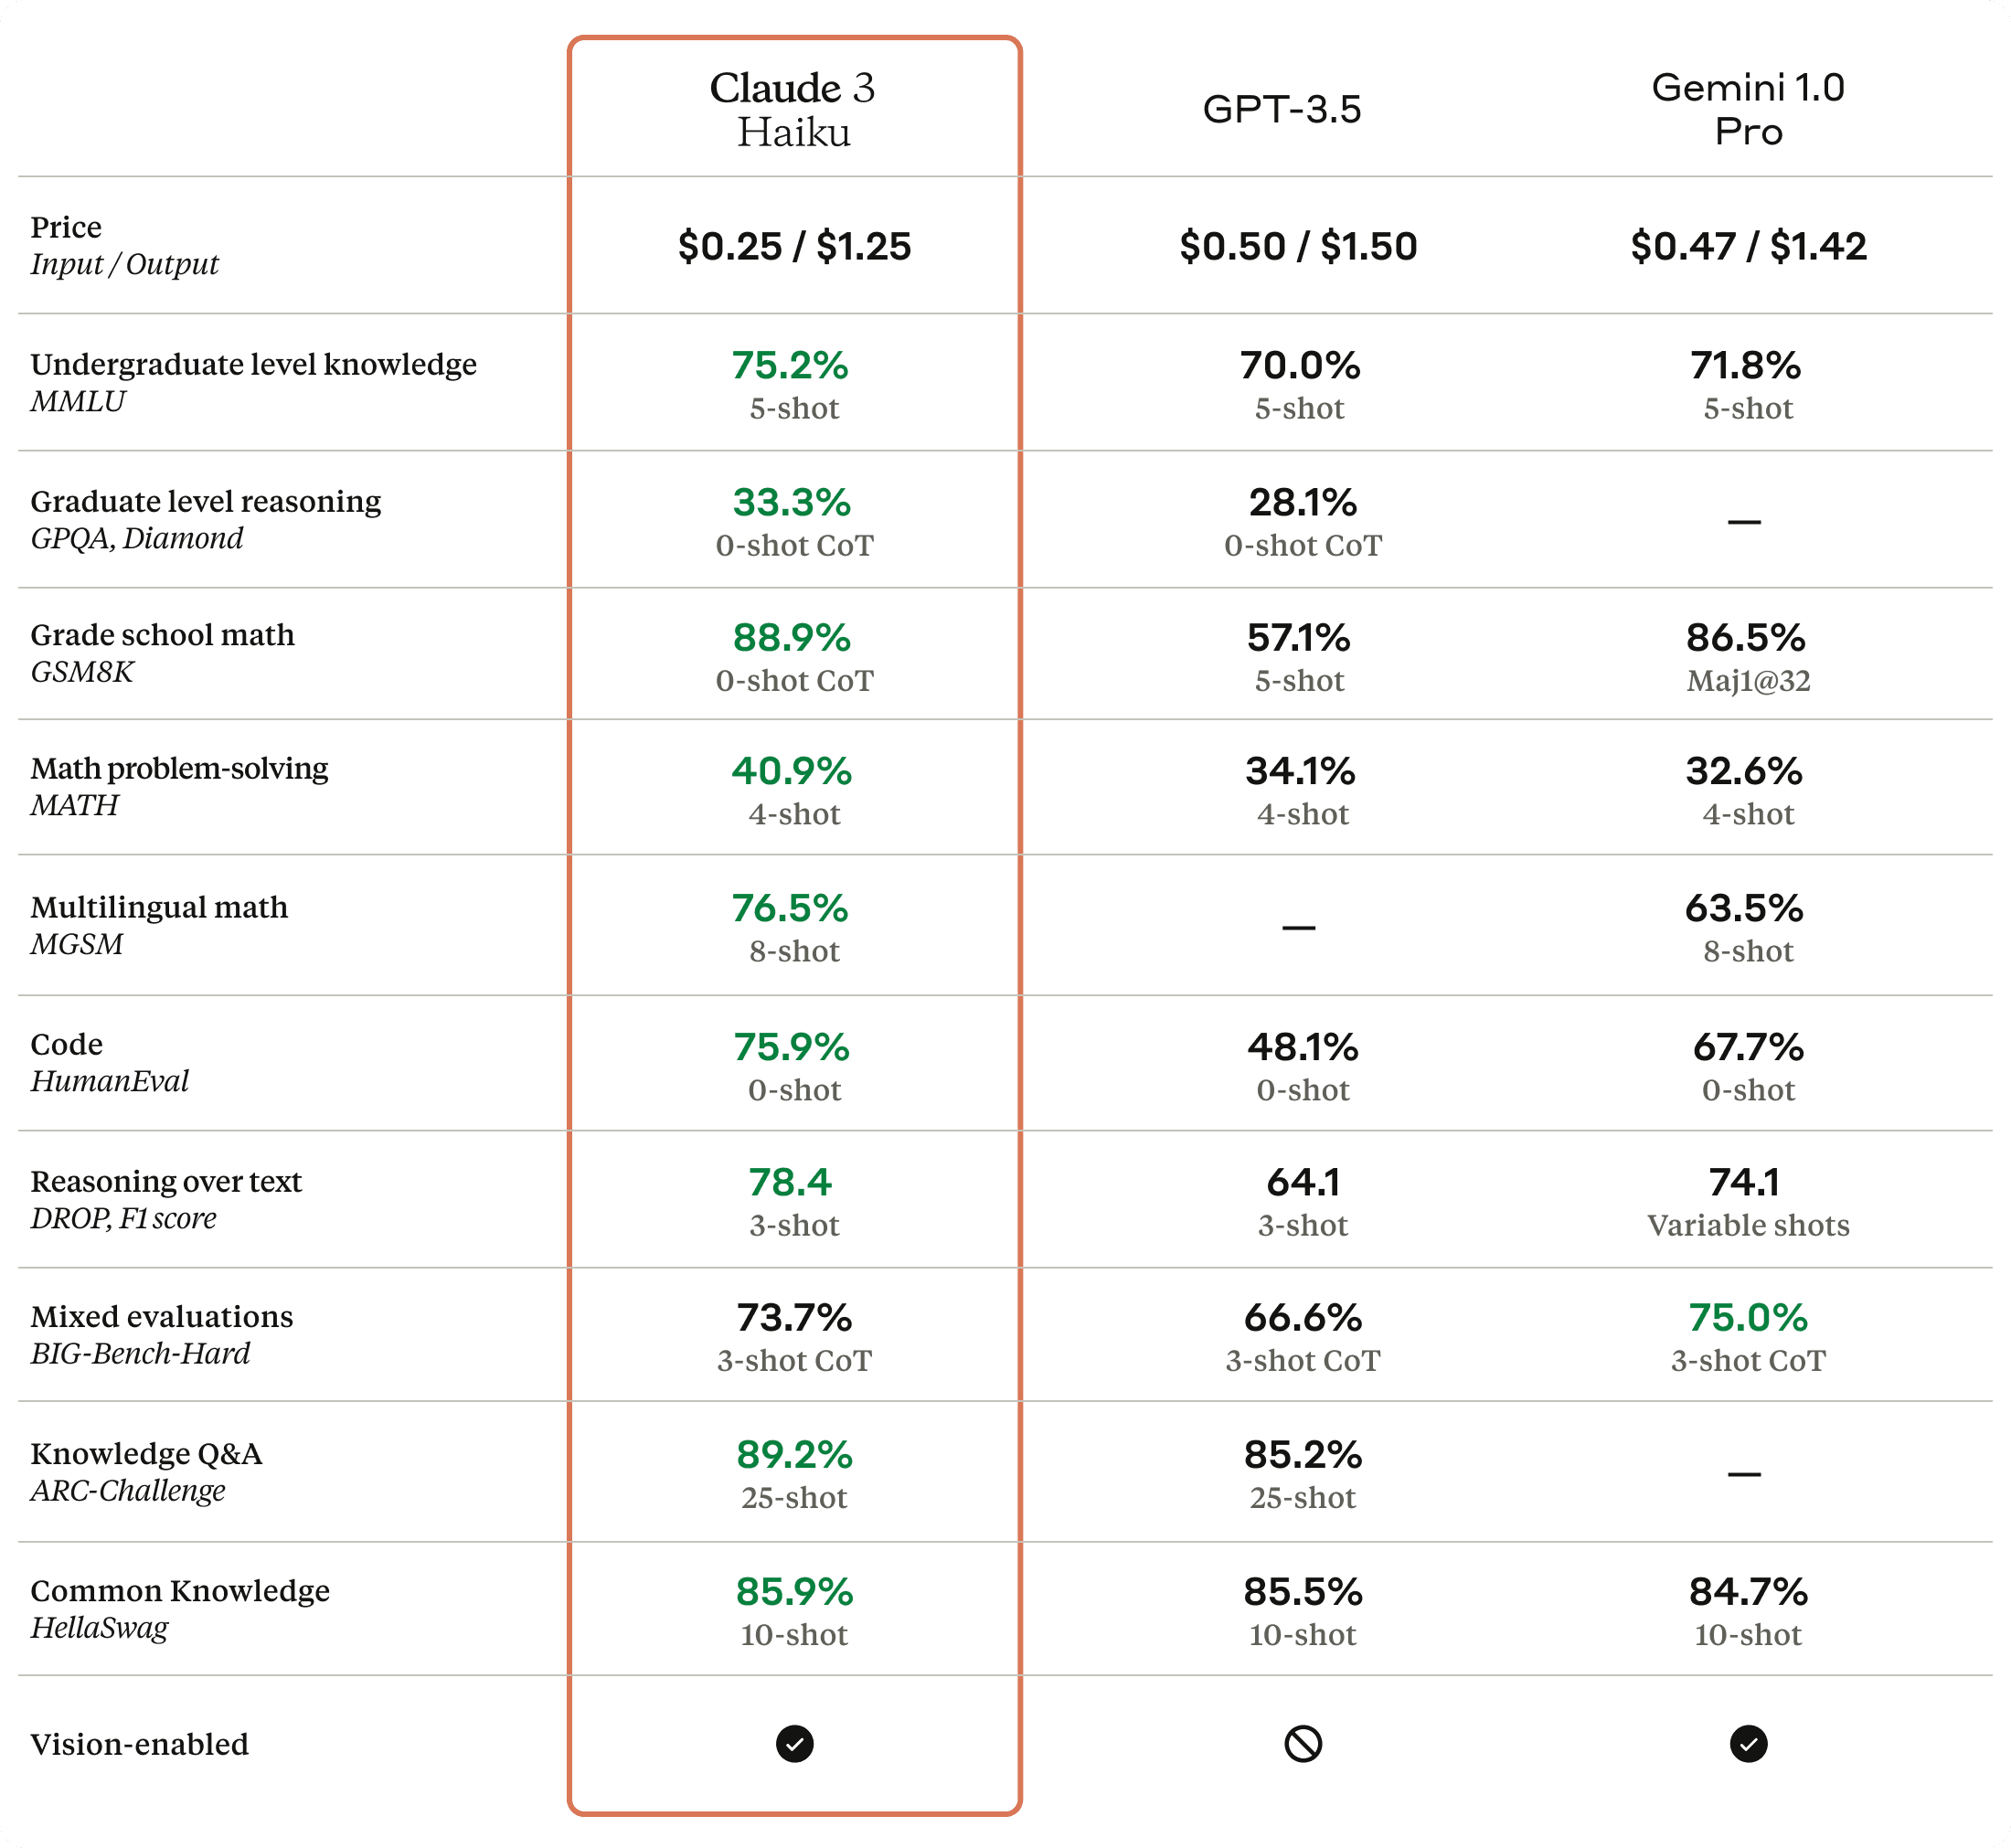 Claude 3
Haiku
GPT-3.5
Gemini 1.0
Pro
Price
Input / Output
$0.25 / $1.25
$0.50 / $1.50
$0.47 / $1.42
Undergraduate level knowledge
MMLU
75.2%
5-shot
70.0%
5-shot
71.8%
5-shot
Graduate level reasoning
GPQA, Diamond
33.3%
0-shot CoT
28.1%
0-shot CoT
—
Grade school math
GSM8K
88.9%
0-shot CoT
57.1%
5-shot
86.5%
Maj1@32
Math problem-solving
MATH
40.9%
4-shot
34.1%
4-shot
32.6%
4-shot
Multilingual math
MGSM
76.5%
8-shot
—
63.5%
8-shot
Code
HumanEval
75.9%
0-shot
48.1%
0-shot
67.7%
0-shot
Reasoning over text
DROP, F1 score
78.4
3-shot
64.1
3-shot
74.1
Variable shots
Mixed evaluations
BIG-Bench-Hard
73.7%
3-shot CoT
66.6%
3-shot CoT
75.0%
3-shot CoT
Knowledge Q&A
ARC-Challenge
89.2%
25-shot
85.2%
25-shot
—
Common Knowledge
HellaSwag
85.9%
10-shot
85.5%
10-shot
84.7%
10-shot
Vision-enabled